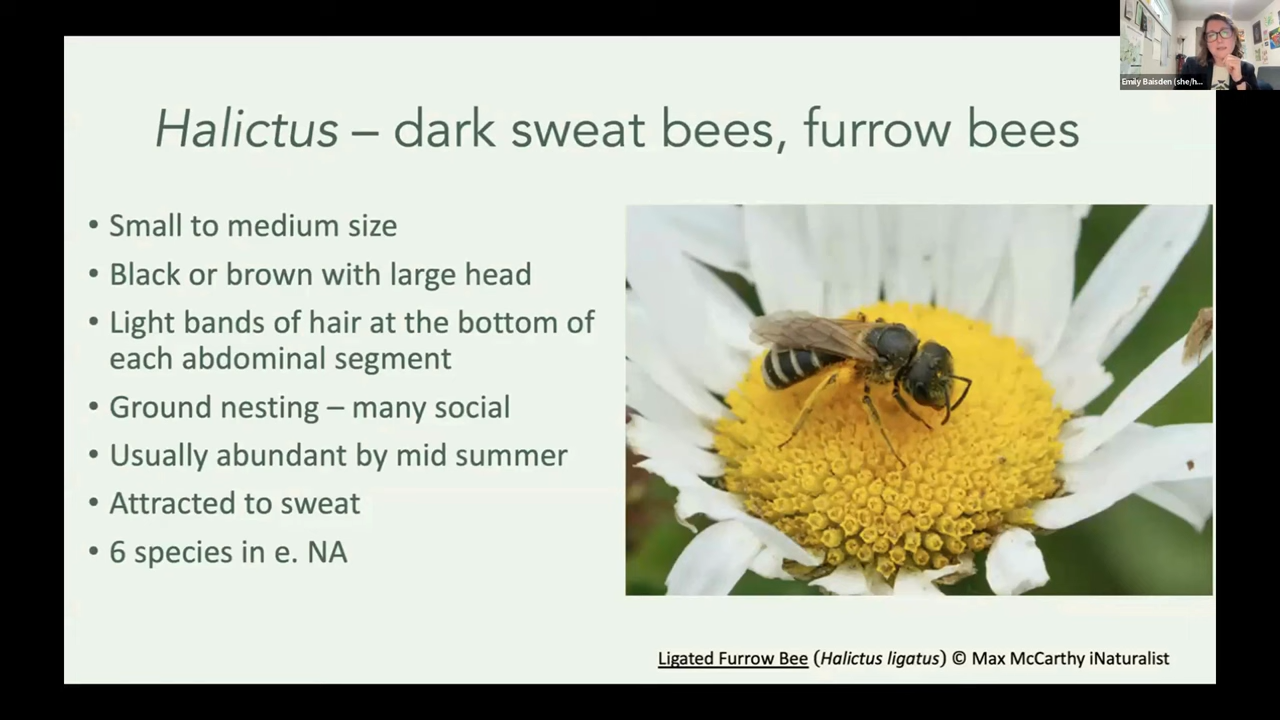 Emily Baisden (she/h...
Halictus – dark sweat bees, furrow bees
• Small to medium size
• Black or brown with large head
• Light bands of hair at the bottom of
each abdominal segment
• Ground nesting – many social
• Usually abundant by mid summer
• Attracted to sweat
• 6 species in e. NA
Ligated Furrow Bee (Halictus ligatus) © Max McCarthy iNaturalist